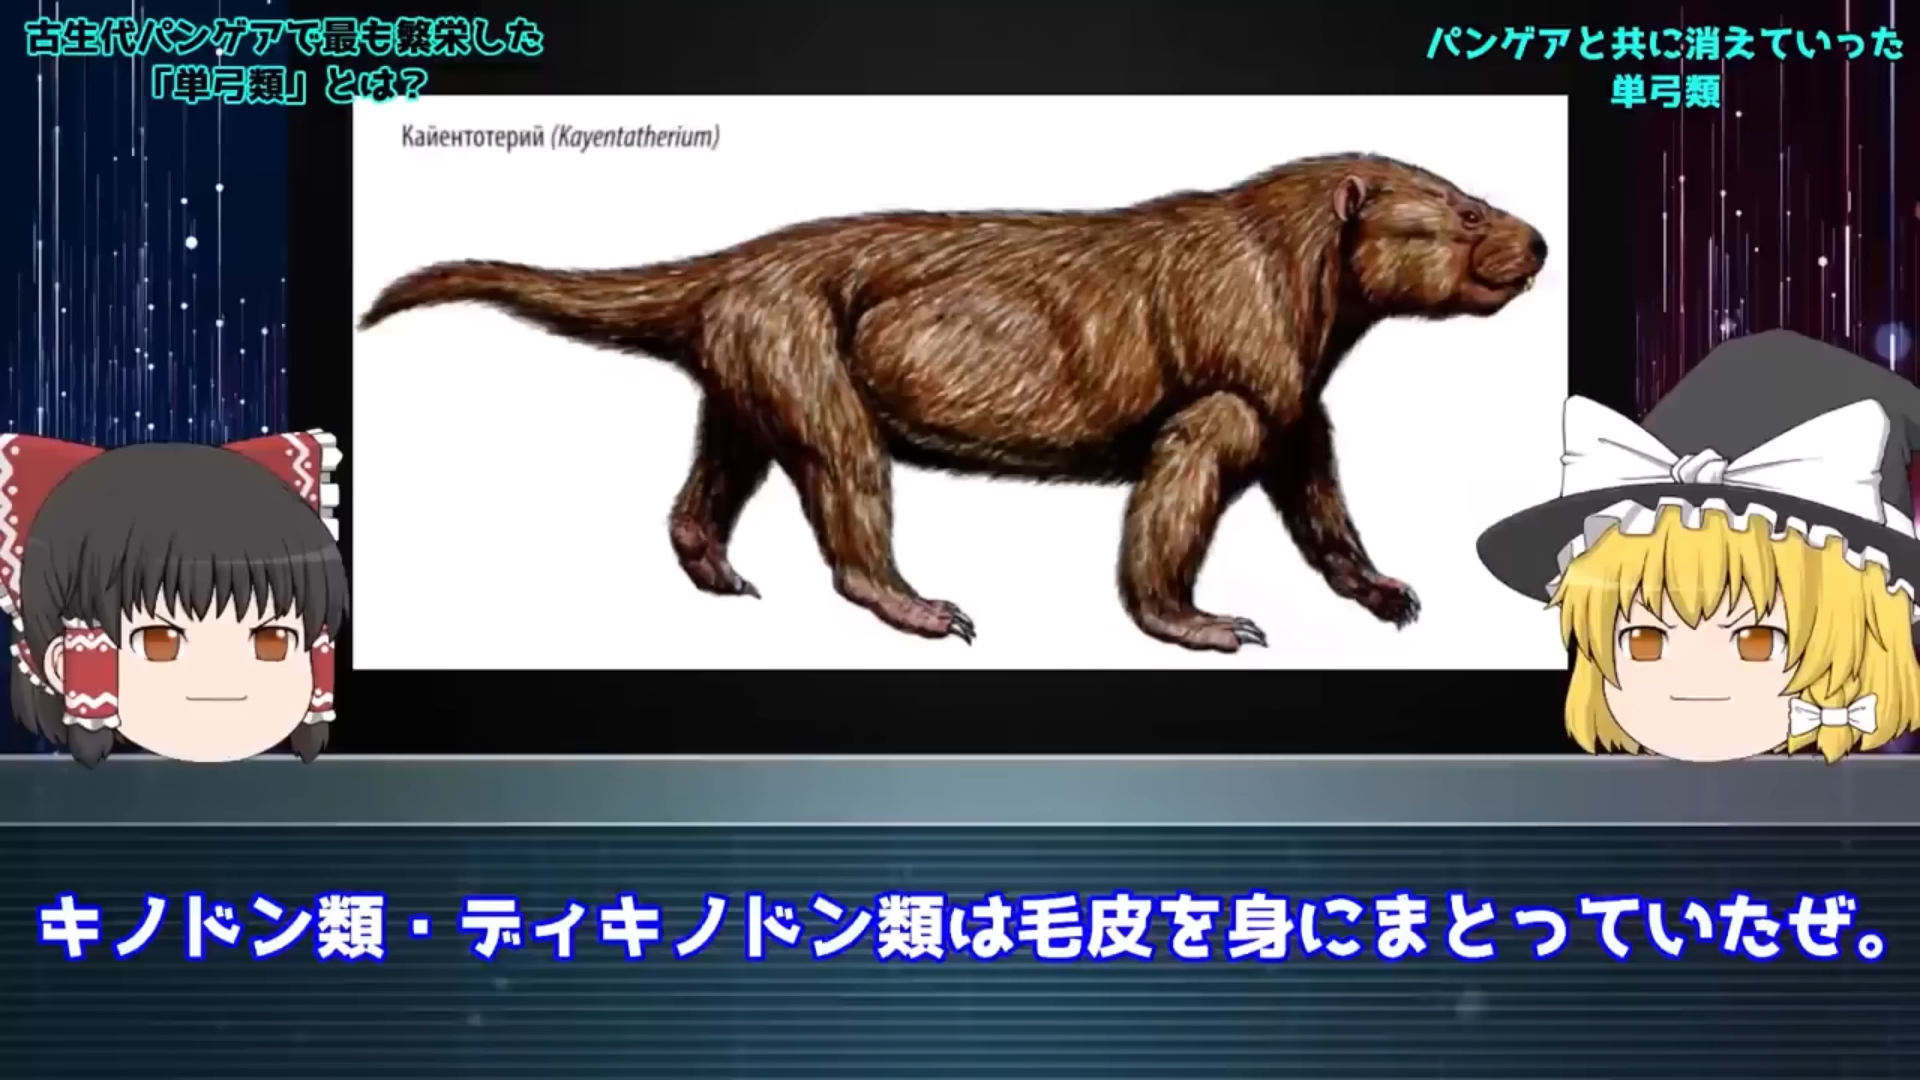 古生代パンゲアで最も繁栄した
「単弓類」とは?
パンゲアと共に消えていった
単弓類
Кайентотерий (Kayentatherium)
キノドン類・ディキノドン類は毛皮を身にまとっていたぜ。